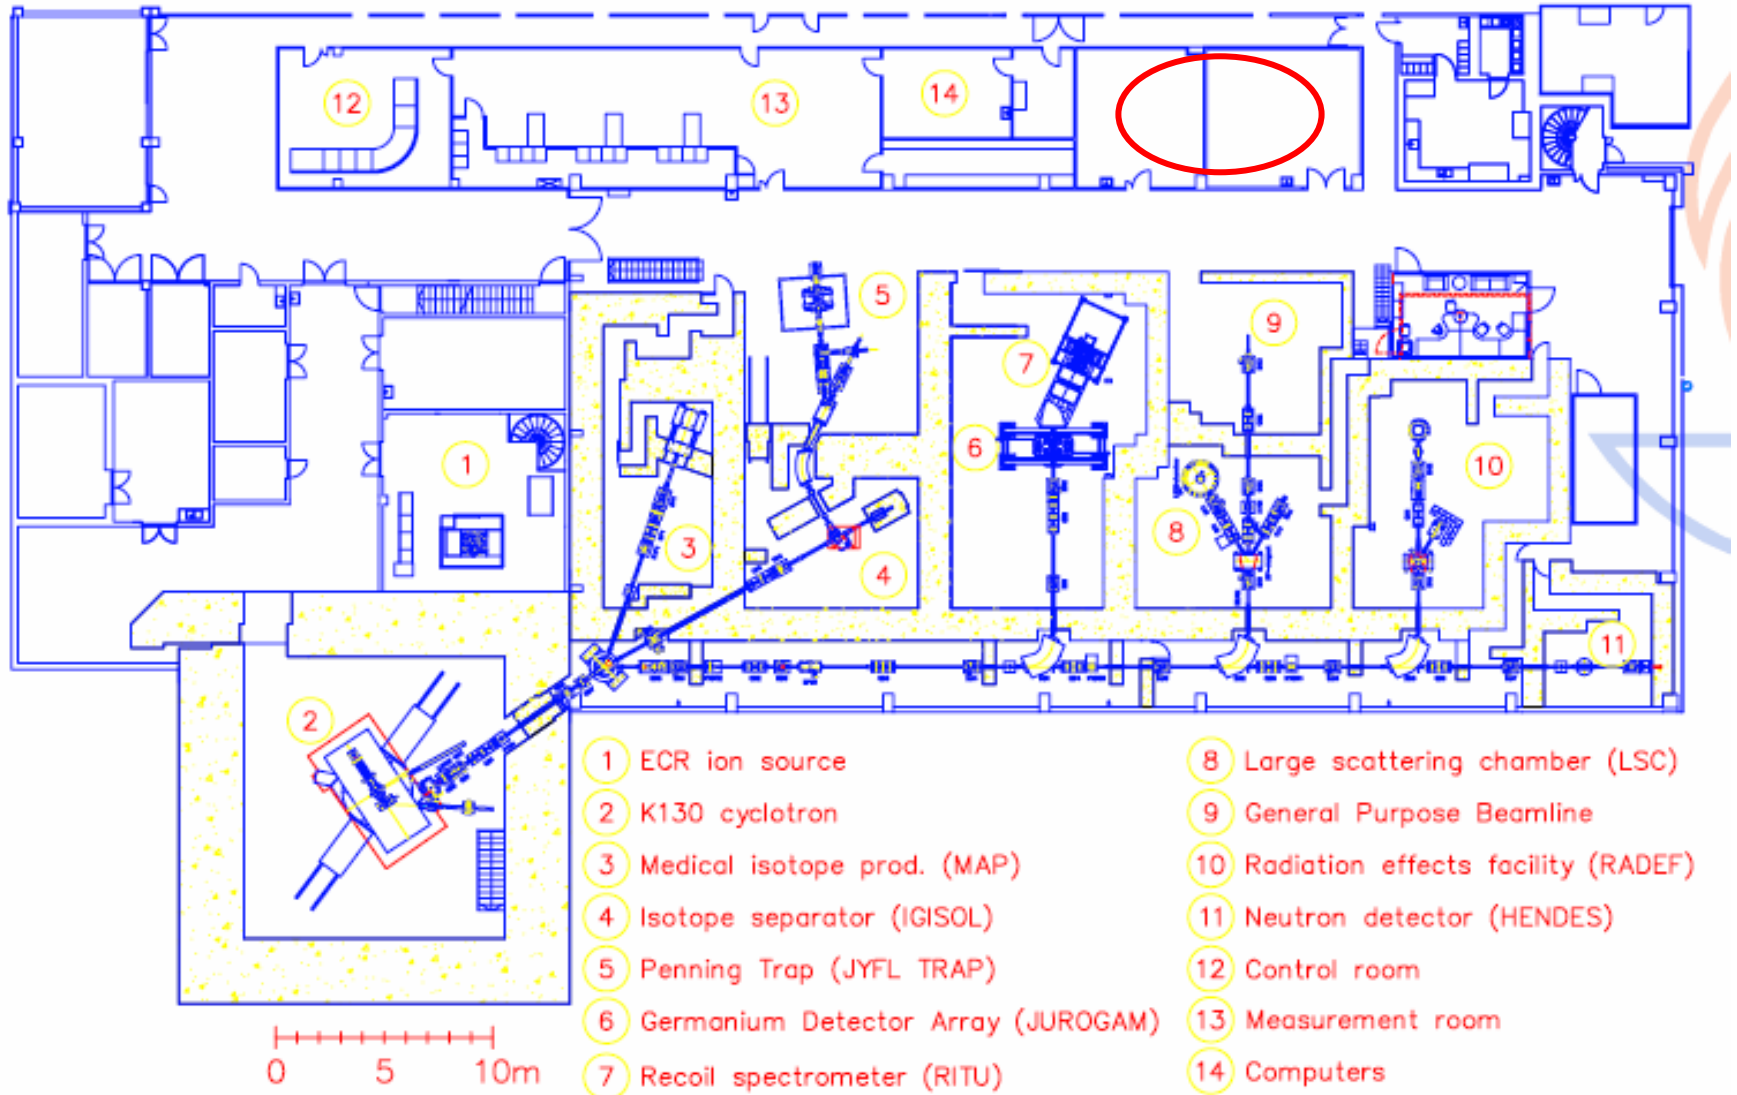 12
13
14
5
9
7
6
1
10
8
3
4
11
2
1 ECR ion source
2 K130 cyclotron
3 Medical isotope prod. (MAP)
4 Isotope separator (IGISOL)
5 Penning Trap (JYFL TRAP)
6 Germanium Detector Array (JUROGAM)
7 Recoil spectrometer (RITU)
8 Large scattering chamber (LSC)
9 General Purpose Beamline
10 Radiation effects facility (RADEF)
11 Neutron detector (HENDES)
12 Control room
13 Measurement room
14 Computers
0 5 10m